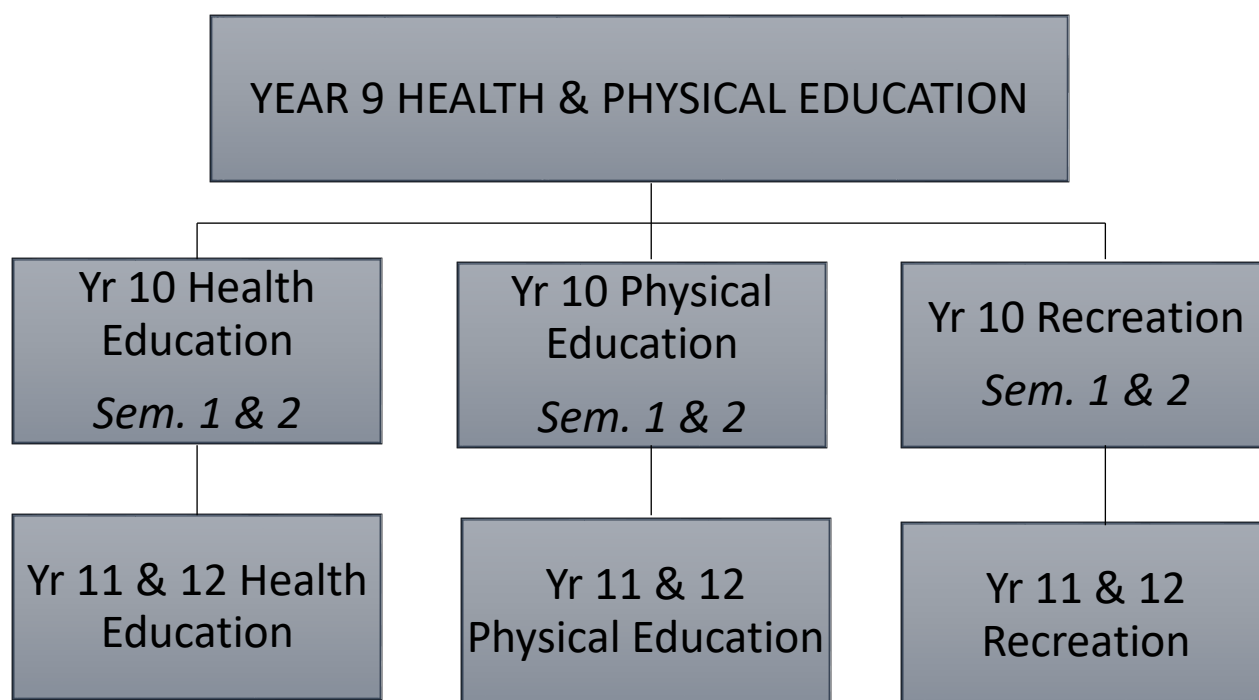 YEAR 9 HEALTH & PHYSICAL EDUCATION
Yr 10 Health
Education
Sem. 1 & 2
Yr 10 Physical
Education
Sem. 1 & 2
Yr 10 Recreation
Sem. 1 & 2
Yr 11 & 12 Health
Education
Yr 11 & 12
Physical Education
Yr 11 & 12
Recreation